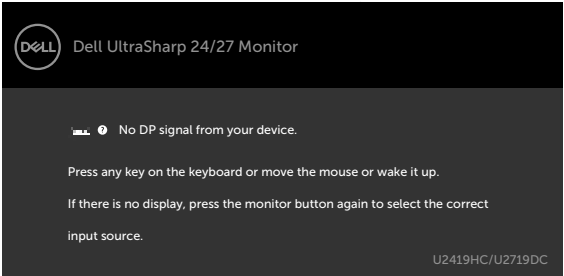 DELL
Dell UltraSharp 24/27 Monitor
? No DP signal from your device.
Press any key on the keyboard or move the mouse or wake it up.
If there is no display, press the monitor button again to select the correct
input source.
U2419HC/U2719DC